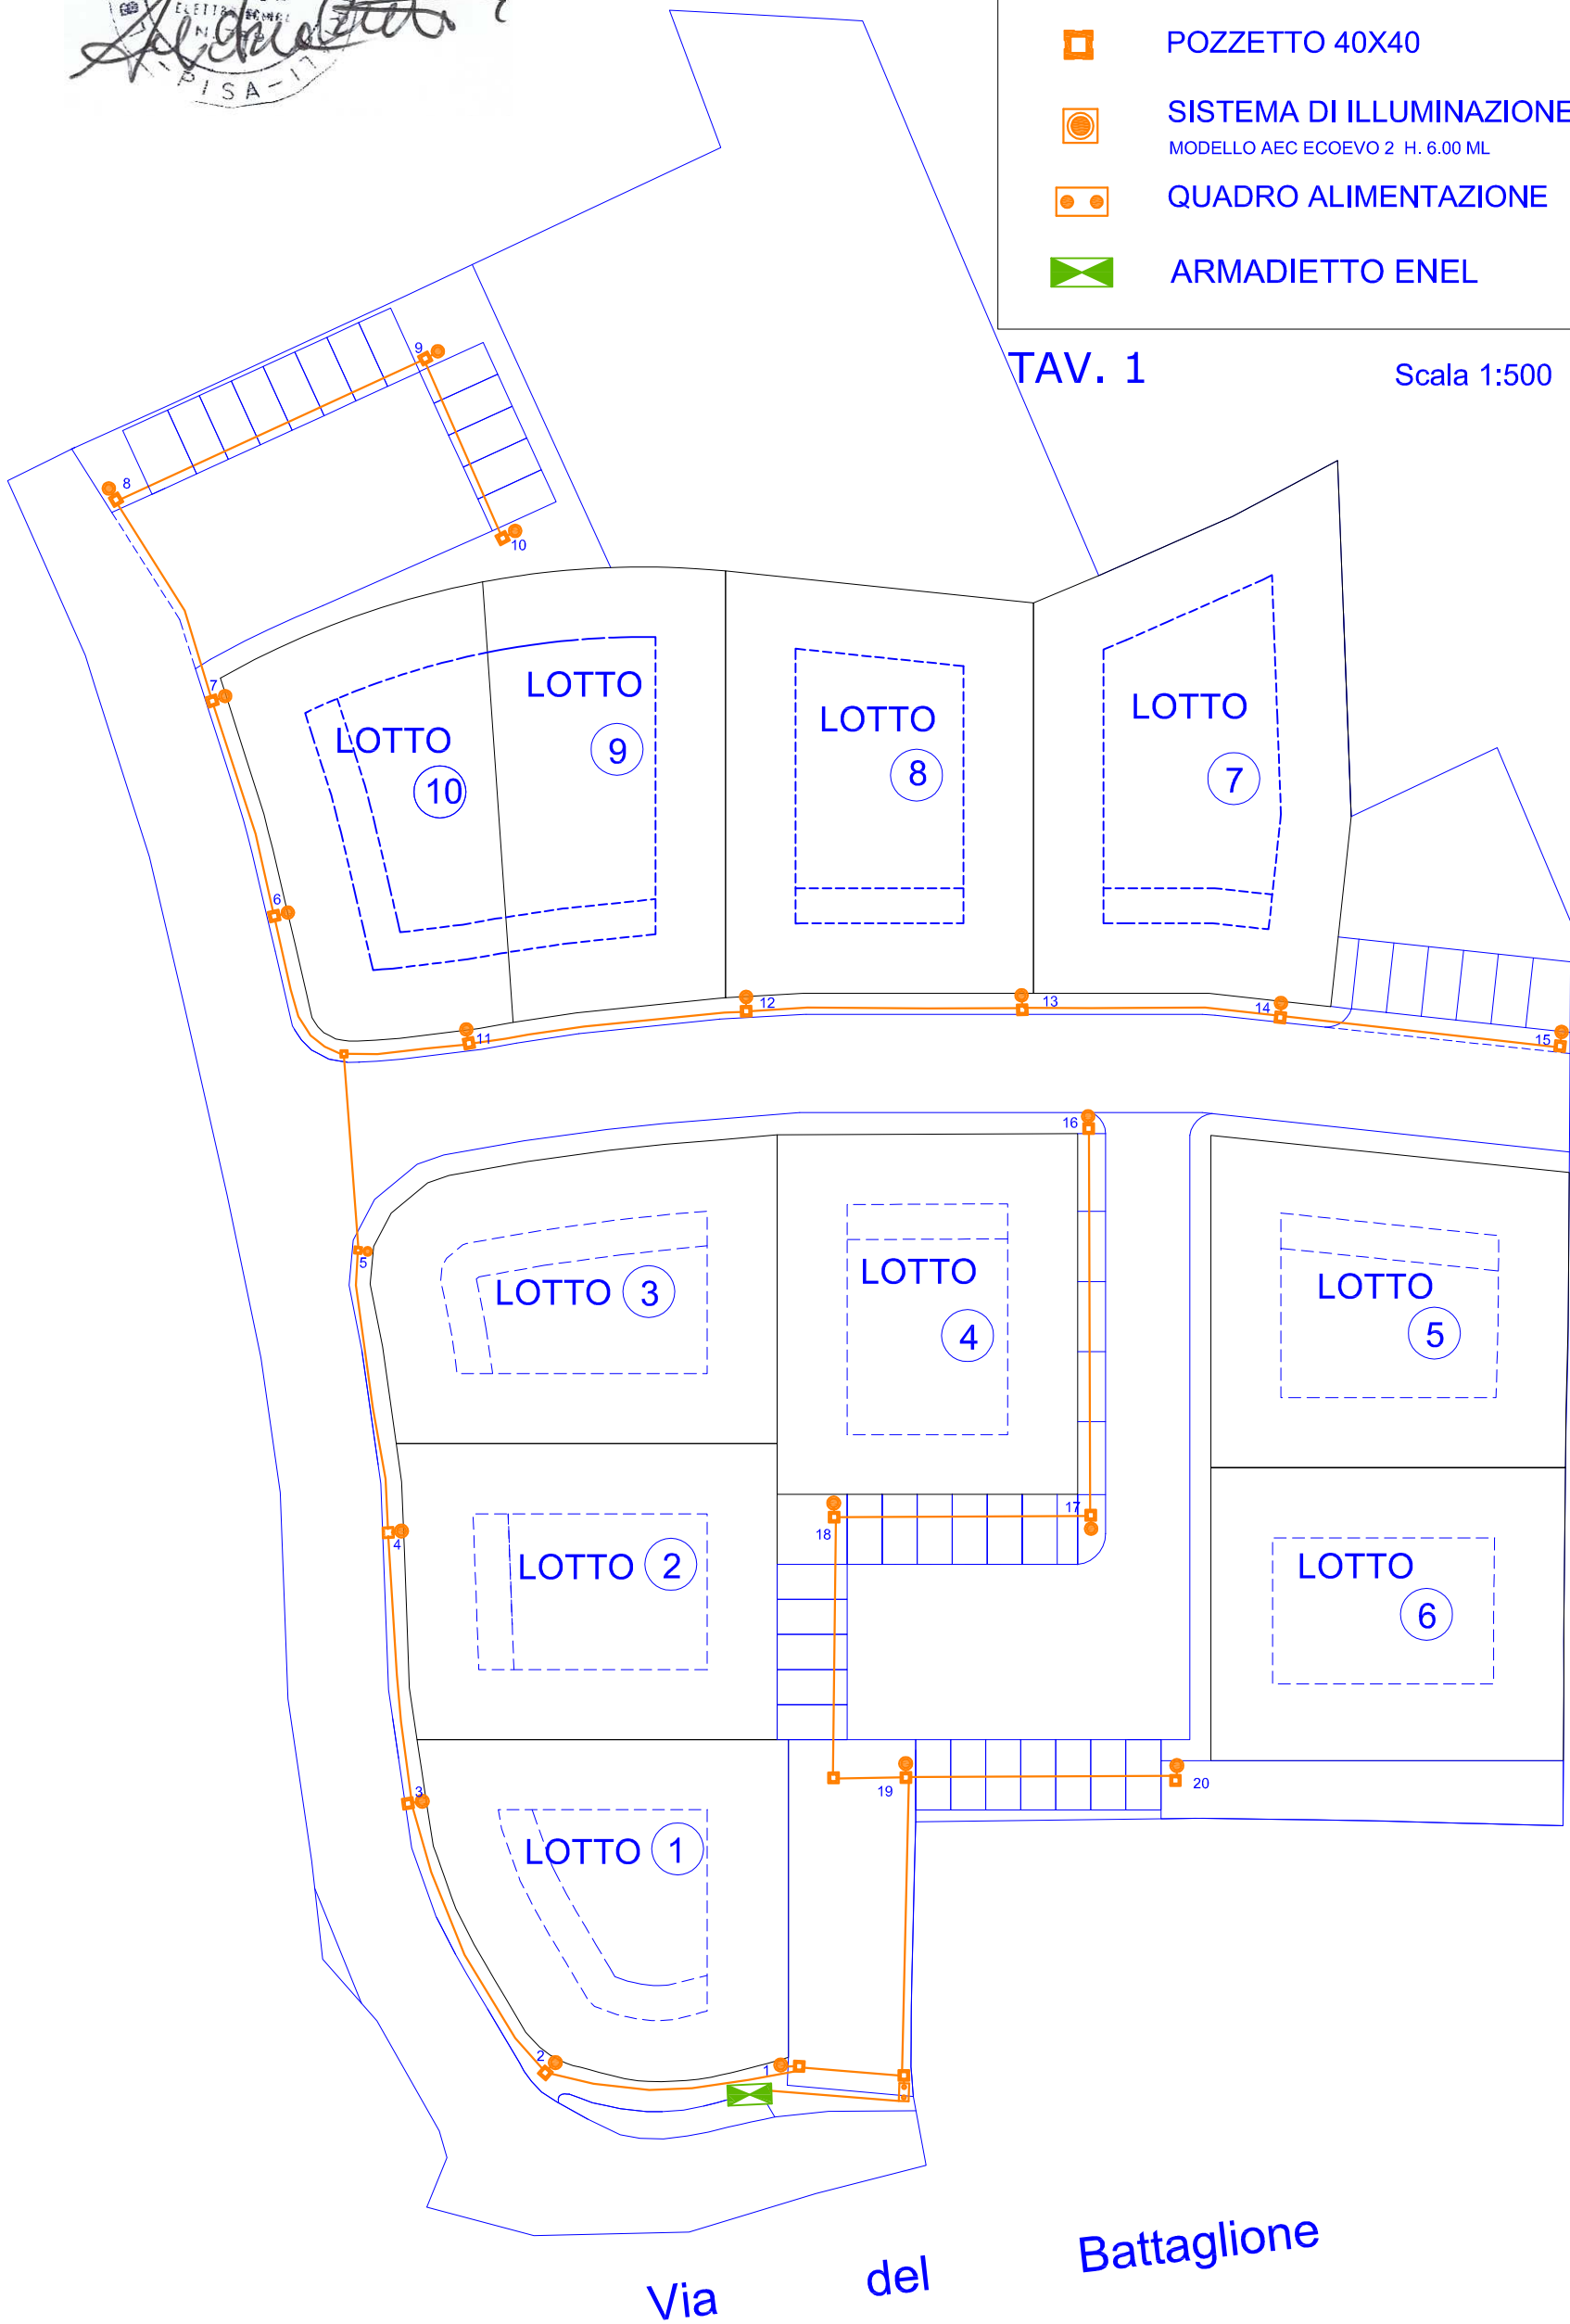 PISA
POZZETTO 40X40
SISTEMA DI ILLUMINAZIONE
MODELLO AEC ECOEVO 2 H. 6.00 ML
QUADRO ALIMENTAZIONE
ARMADIETTO ENEL
TAV. 1
Scala 1:500
9
8
10
7
LOTTO
9
LOTTO
10
LOTTO
8
LOTTO
7
6
11
12
13
14
15
16
5
LOTTO 3
LOTTO
4
LOTTO
5
4
18
17
LOTTO 2
LOTTO
6
3
19
20
LOTTO 1
2
1
Via del Battaglione